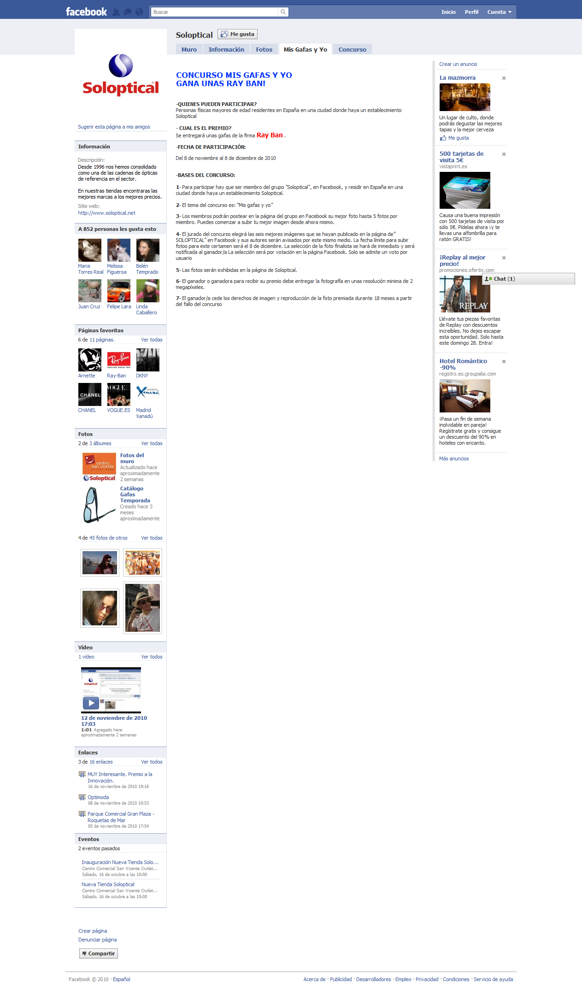 facebook
Buscar
Inicio
Perfil
Cuenta
Soloptical
Me gusta
Muro
Información
Fotos
Mis Gafas y Yo
Concurso
Soloptical
Sugerir esta página a mis amigos
Información
Descripción:
Desde 1996 nos hemos consolidado
como una de las cadenas de ópticas
de referencia en el sector.
En nuestras tiendas encontraras las
mejores marcas a los mejores precios.
Sitio web:
http://www.soloptical.net
A 852 personas les gusta esto
Maria
Torres Real
Melissa
Figueroa
Belén
Temprado
Juan Cruz
Felipe Lara
Linda
Caballero
Páginas favoritas
6 de 11 páginas.
Ver todas
Ray-Ban
GENUINE SINCE 1937
DKNY
Arnette
Ray-Ban
DKNY
CHANEL
VOGUE.ES
MADRID
XANADÚ
CHANEL
VOGUE.ES
Madrid
Xanadú
Fotos
2 de 3 álbumes
Ver todas
centro
san vicente
OUTLET PARK
Soloptical
Fotos del
muro
Actualizado hace
aproximadamente
2 semanas
Catálogo
Gafas
Temporada
Creado hace 3
meses
aproximadamente
4 de 45 fotos de otros
Ver todas
Vídeo
1 vídeo
Ver todos
12 de noviembre de 2010
17:03
1:01 Agregado hace
aproximadamente 2 semanas
Enlaces
3 de 16 enlaces
Ver todos
MUY Interesante. Premio a la
Innovación.
16 de noviembre de 2010 19:16
Optimoda
08 de noviembre de 2010 10:53
Parque Comercial Gran Plaza -
Roquetas de Mar
05 de noviembre de 2010 17:54
Eventos
2 eventos pasados
Inauguración Nueva Tienda Solo...
Centro Comercial San Vicente Outlet...
Sábado, 16 de octubre a las 10:00
Nueva Tienda Soloptical
Centro Comercial San Vicente Outlet...
Sábado, 16 de octubre a las 10:00
Crear página
Denunciar página
Compartir
CONCURSO MIS GAFAS Y YO
GANA UNAS RAY BAN!
-QUIENES PUEDEN PARTICIPAR?
Personas físicas mayores de edad residentes en España en una ciudad donde haya un establecimiento
Soloptical
- CUAL ES EL PREMIO?
Se entregará unas gafas de la firma Ray Ban .
-FECHA DE PARTICIPACIÓN:
Del 8 de noviembre al 8 de diciembre de 2010
-BASES DEL CONCURSO:
1- Para participar hay que ser miembro del grupo "Soloptical", en Facebook, y residir en España en una
ciudad donde haya un establecimiento Soloptical.
2- El tema del concurso es: "Mis gafas y yo”
3- Los miembros podrán postear en la página del grupo en Facebook su mejor foto hasta 5 fotos por
miembro. Puedes comenzar a subir tu mejor imagen desde ahora mismo.
4- El jurado del concurso elegirá las seis mejores imágenes que se hayan publicado en la página de”
SOLOPTICAL" en Facebook y sus autores serán avisados por este mismo medio. La fecha límite para subir
fotos para este certamen será el 8 de diciembre. La selección de la foto finalista se hará de inmediato y será
notificada al ganador/a La selección será por votación en la página Facebook. Solo se admite un voto por
usuario
5- Las fotos serán exhibidas en la página de Soloptical.
6- El ganador o ganadora para recibir su premio debe entregar la fotografía en unas resolución minima de 2
megapíxeles.
7- El ganador/a cede los derechos de imagen y reproducción de la foto premiada durante 18 meses a partir
del fallo del concurso
Crear un anuncio
La mazmorra
Un lugar de culto, donde
podrás degustar las mejores
tapas y la mejor cerveza
Me gusta
500 tarjetas de
visita 5€
vistaprint.es
Causa una buena impresión
con 500 tarjetas de visita por
sólo 5€. Pídelas ahora ¡y te
llevas una alfombrilla para
ratón GRATIS!
¡Replay al mejor
precio!
promociones.ofertix.com
Chat (1)
REPLAY
Llévate tus piezas favoritas
de Replay con descuentos
increíbles. No dejes escapar
esta oportunidad. Solo hasta
este domingo 28. Entra!
Hotel Romántico
-90%
registro.es.groupalia.com
¡Pasa un fin de semana
inolvidable en pareja!
Regístrate gratis y consigue
un descuento del 90% en
hoteles con encanto.
Más anuncios
Facebook © 2010 · Español
Acerca de · Publicidad · Desarrolladores · Empleo · Privacidad · Condiciones · Servicio de ayuda